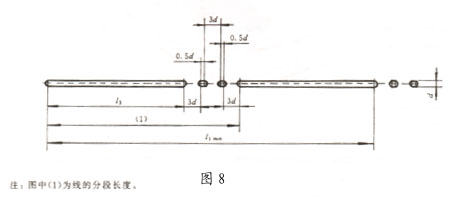 3d
0.5d
0.5d
d
l₃
3d
3d
(1)
l₁ min
注：图中(1)为线的分段长度。
图 8